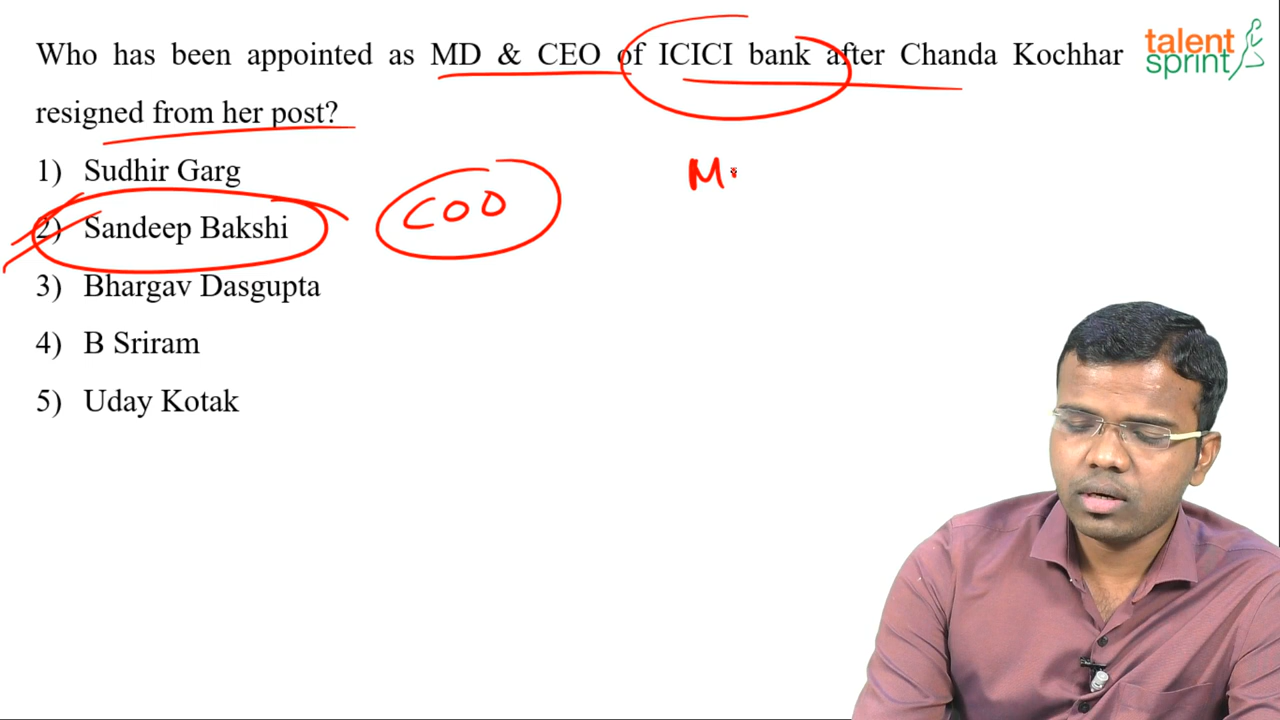 Who has been appointed as MD & CEO of ICICI bank after Chanda Kochhar
resigned from her post?
1) Sudhir Garg
2) Sandeep Bakshi
3) Bhargav Dasgupta
4) B Sriram
5) Uday Kotak
COO
M
talent
sprint